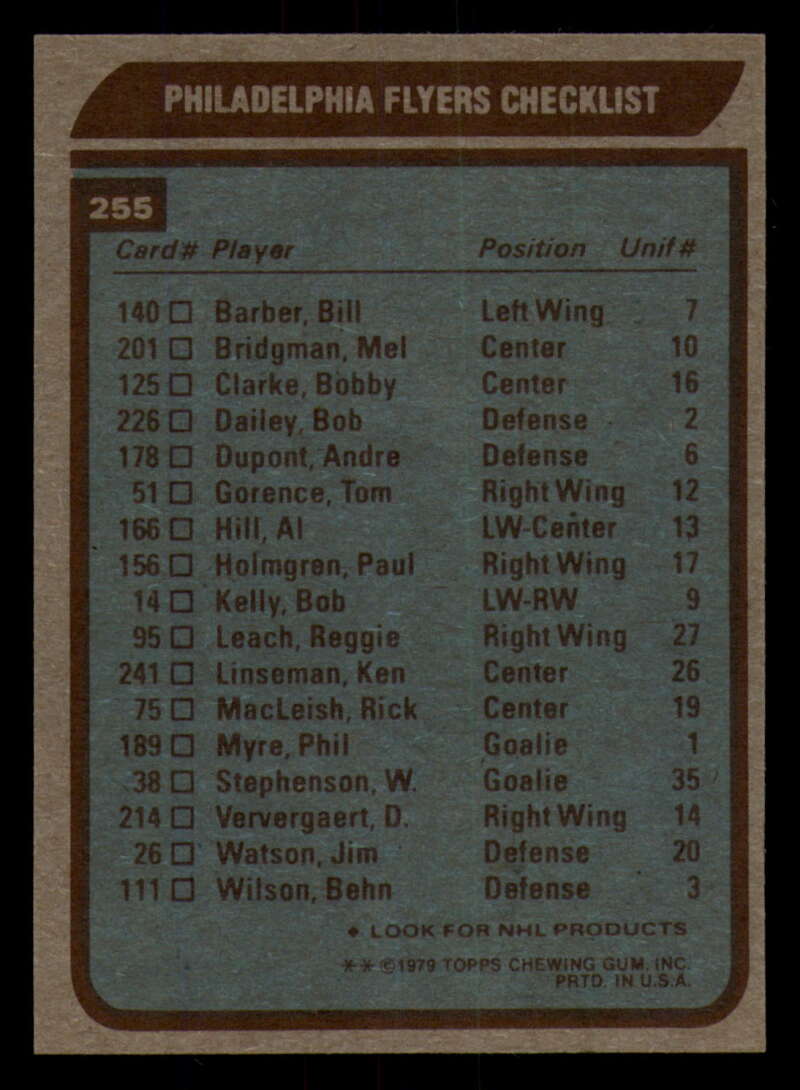 PHILADELPHIA FLYERS CHECKLIST
255
Card# Player Position Unif#
140 □ Barber, Bill Left Wing 7
201 □ Bridgman, Mel Center 10
125 □ Clarke, Bobby Center 16
226 □ Dailey, Bob Defense 2
178 □ Dupont, Andre Defense 6
51 □ Gorence, Tom Right Wing 12
166 □ Hill, Al LW-Center 13
156 □ Holmgren, Paul Right Wing 17
14 □ Kelly, Bob LW-RW 9
95 □ Leach, Reggie Right Wing 27
241 □ Linseman, Ken Center 26
75 □ MacLeish, Rick Center 19
189 □ Myre, Phil Goalie 1
38 □ Stephenson, W. Goalie 35
214 □ Ververgaert, D. Right Wing 14
26 □ Watson, Jim Defense 20
111 □ Wilson, Behn Defense 3
♦ LOOK FOR NHL PRODUCTS
** ©1979 TOPPS CHEWING GUM, INC.
PRTD. IN U.S.A.